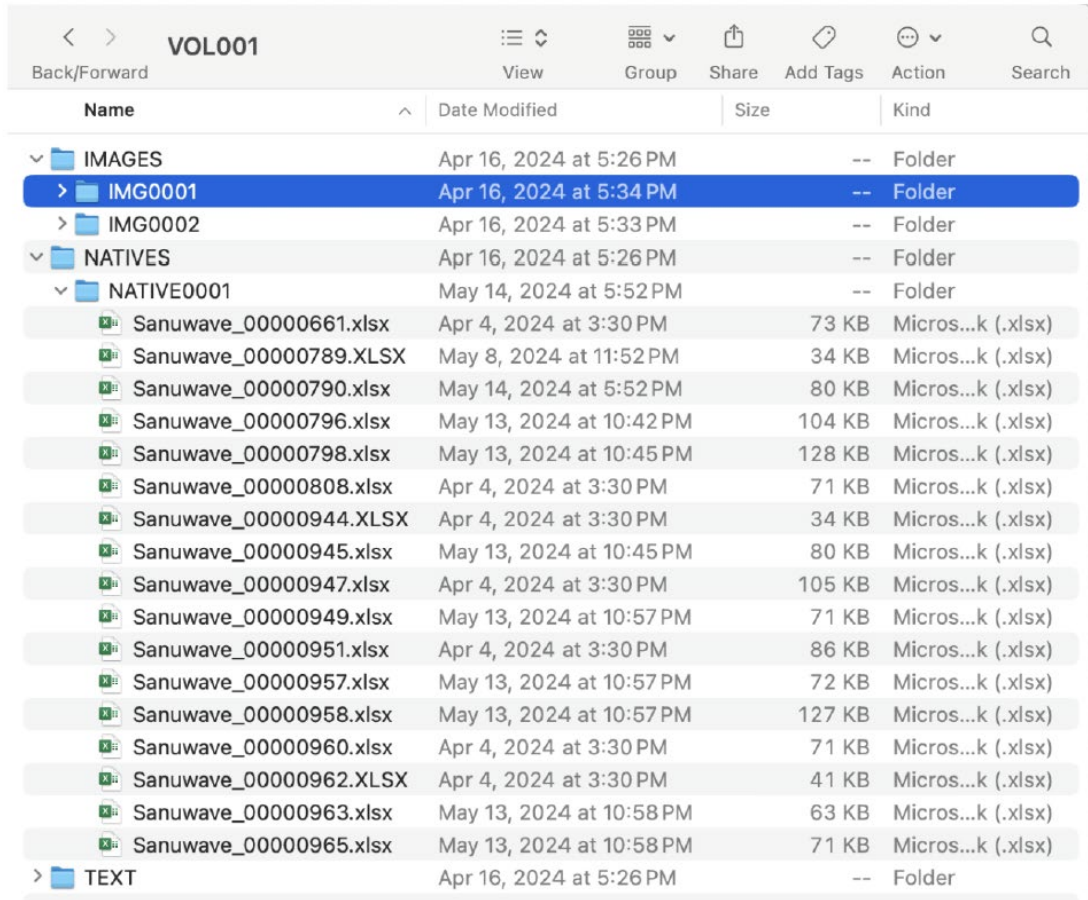 VOL001
Back/Forward View Group Share Add Tags Action Search
Name Date Modified Size Kind
IMAGES Apr 16, 2024 at 5:26 PM -- Folder
IMG0001 Apr 16, 2024 at 5:34 PM -- Folder
IMG0002 Apr 16, 2024 at 5:33 PM -- Folder
NATIVES Apr 16, 2024 at 5:26 PM -- Folder
NATIVE0001 May 14, 2024 at 5:52 PM -- Folder
Sanuwave_00000661.xlsx Apr 4, 2024 at 3:30 PM 73 KB Micros...k (.xlsx)
Sanuwave_00000789.XLSX May 8, 2024 at 11:52 PM 34 KB Micros...k (.xlsx)
Sanuwave_00000790.xlsx May 14, 2024 at 5:52 PM 80 KB Micros...k (.xlsx)
Sanuwave_00000796.xlsx May 13, 2024 at 10:42 PM 104 KB Micros...k (.xlsx)
Sanuwave_00000798.xlsx May 13, 2024 at 10:45 PM 128 KB Micros...k (.xlsx)
Sanuwave_00000808.xlsx Apr 4, 2024 at 3:30 PM 71 KB Micros...k (.xlsx)
Sanuwave_00000944.XLSX Apr 4, 2024 at 3:30 PM 34 KB Micros...k (.xlsx)
Sanuwave_00000945.xlsx May 13, 2024 at 10:45 PM 80 KB Micros...k (.xlsx)
Sanuwave_00000947.xlsx Apr 4, 2024 at 3:30 PM 105 KB Micros...k (.xlsx)
Sanuwave_00000949.xlsx May 13, 2024 at 10:57 PM 71 KB Micros...k (.xlsx)
Sanuwave_00000951.xlsx Apr 4, 2024 at 3:30 PM 86 KB Micros...k (.xlsx)
Sanuwave_00000957.xlsx May 13, 2024 at 10:57 PM 72 KB Micros...k (.xlsx)
Sanuwave_00000958.xlsx May 13, 2024 at 10:57 PM 127 KB Micros...k (.xlsx)
Sanuwave_00000960.xlsx Apr 4, 2024 at 3:30 PM 71 KB Micros...k (.xlsx)
Sanuwave_00000962.XLSX Apr 4, 2024 at 3:30 PM 41 KB Micros...k (.xlsx)
Sanuwave_00000963.xlsx May 13, 2024 at 10:58 PM 63 KB Micros...k (.xlsx)
Sanuwave_00000965.xlsx May 13, 2024 at 10:58 PM 71 KB Micros...k (.xlsx)
TEXT Apr 16, 2024 at 5:26 PM -- Folder